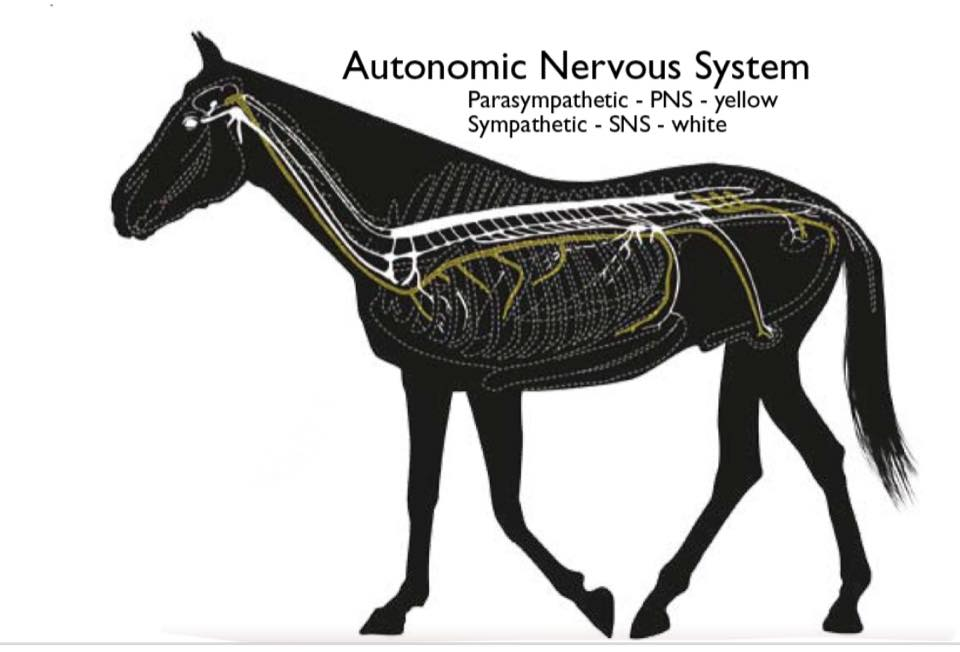 Autonomic Nervous System
Parasympathetic - PNS - yellow
Sympathetic - SNS - white